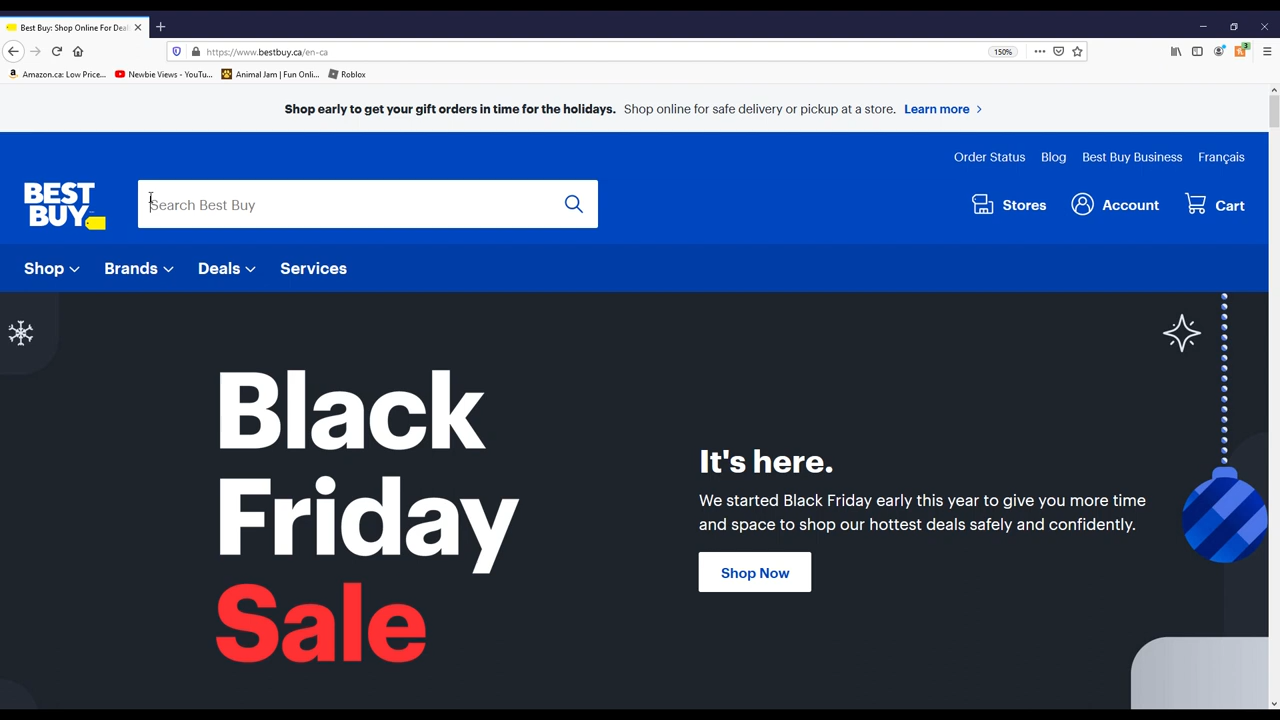 Best Buy: Shop Online For Deal
https://www.bestbuy.ca/en-ca
150%
3
Amazon.ca: Low Price...
Newbie Views - YouTu...
Animal Jam | Fun Onli...
Roblox
Shop early to get your gift orders in time for the holidays. Shop online for safe delivery or pickup at a store. Learn more
Order Status Blog Best Buy Business Français
BEST
BUY
Search Best Buy
Stores Account Cart
Shop Brands Deals Services
Black
Friday
Sale
It's here.
We started Black Friday early this year to give you more time
and space to shop our hottest deals safely and confidently.
Shop Now